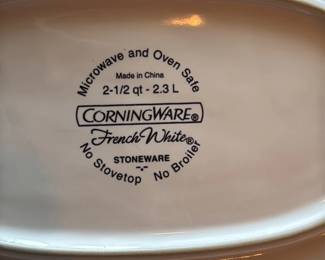 Microwave and Oven Safe
Made in China
2-1/2 qt - 2.3 L
CORNINGWARE®
French White®
STONEWARE
No Stovetop No Broiler